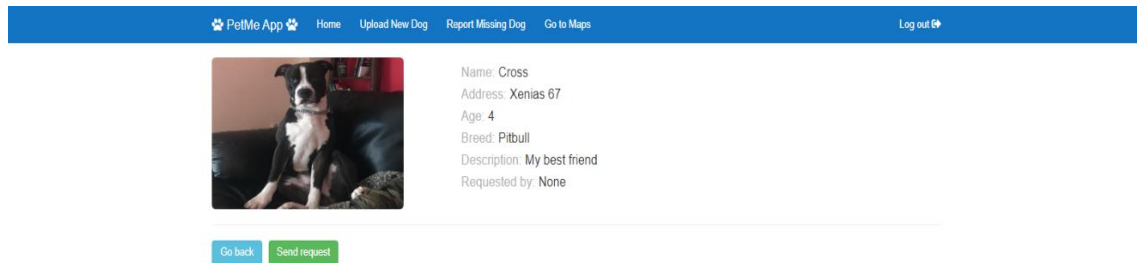 PetMe App Home Upload New Dog Report Missing Dog Go to Maps Log out
Name: Cross
Address: Xenias 67
Age: 4
Breed: Pitbull
Description: My best friend
Requested by: None
Go back Send request